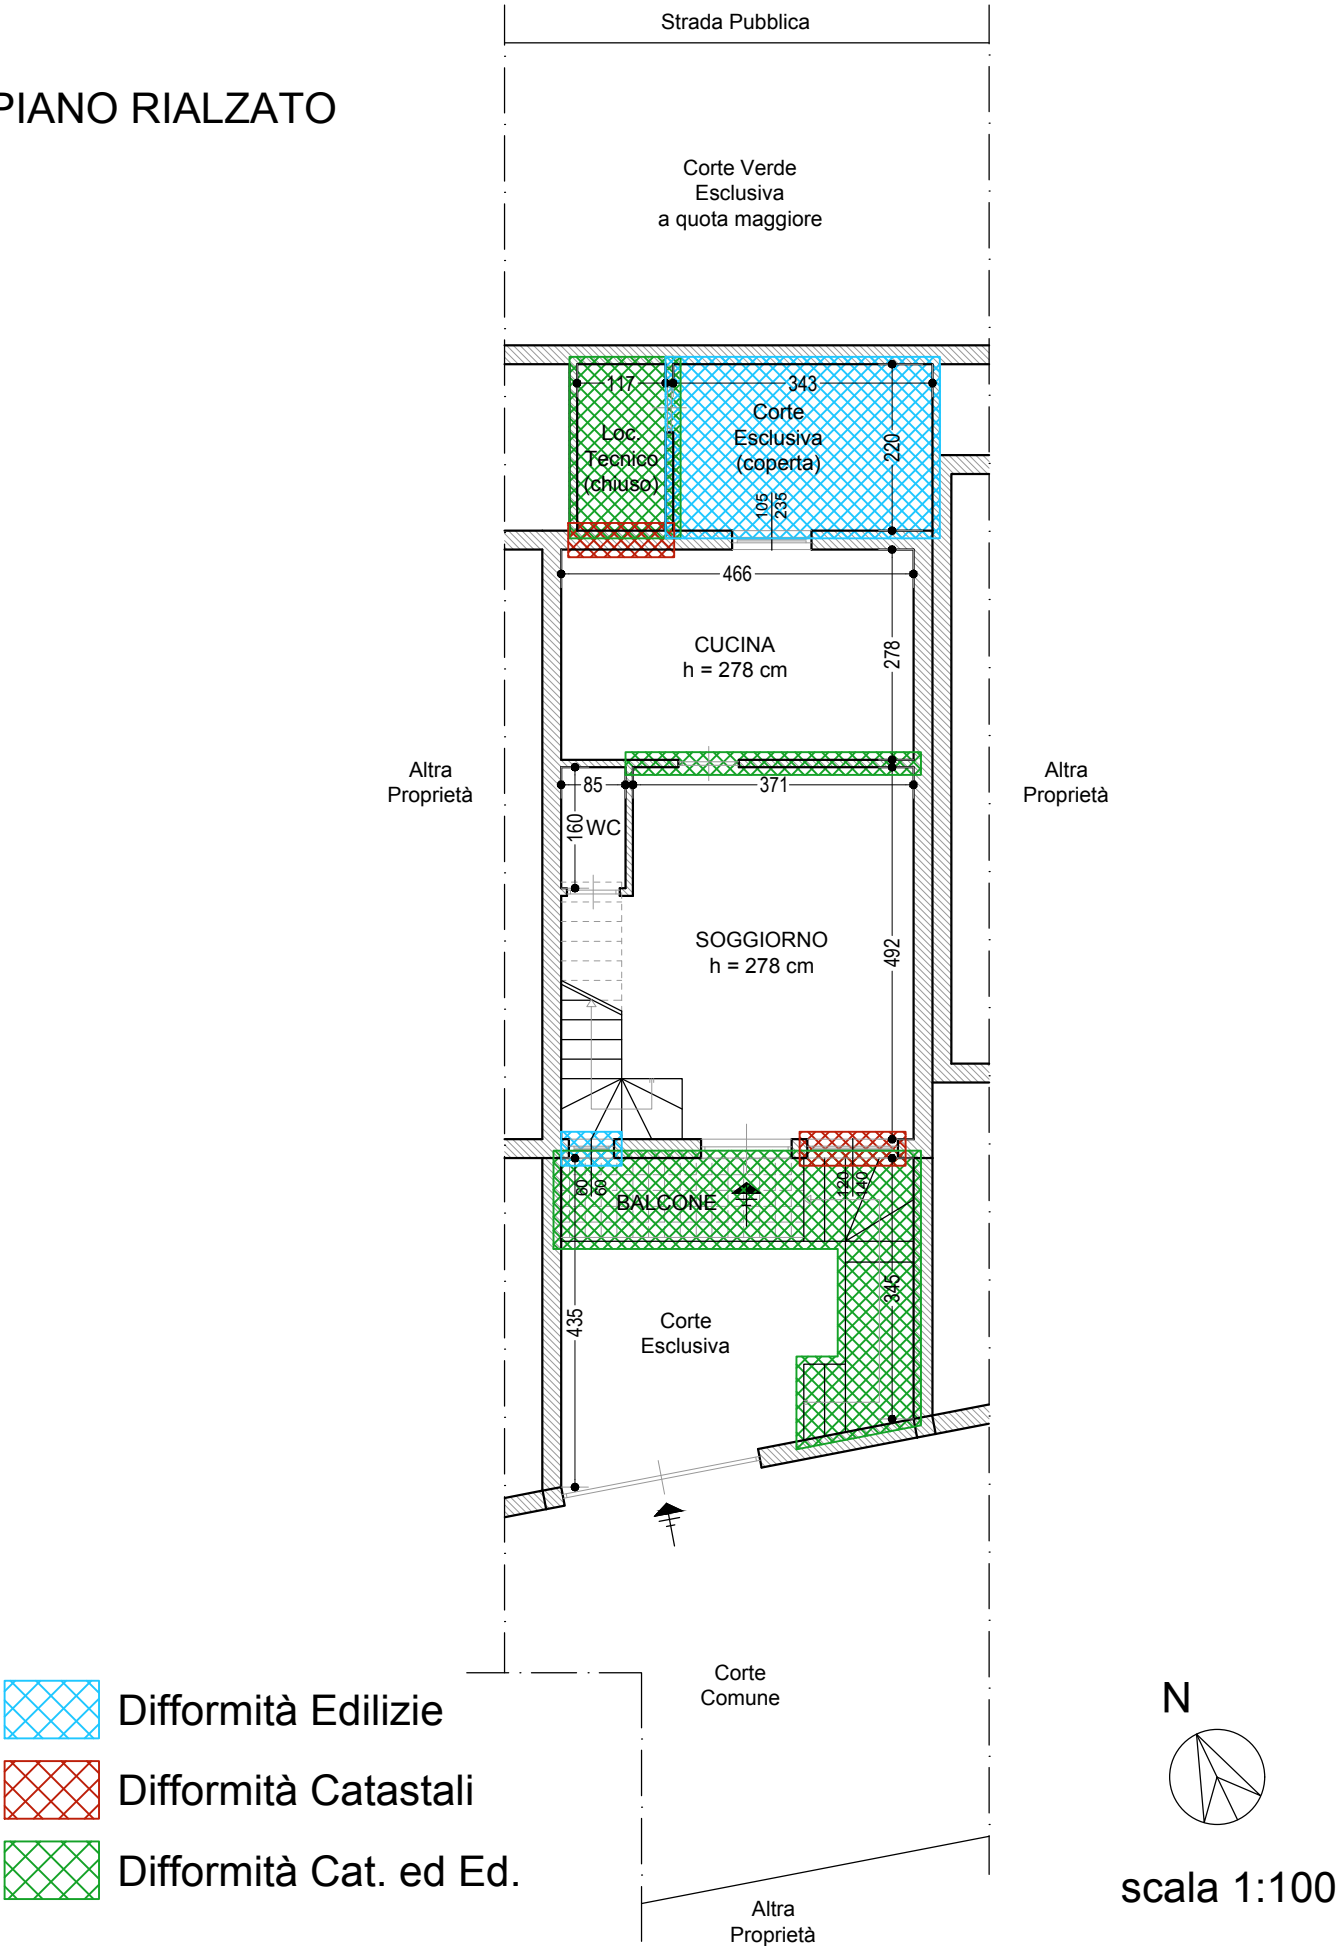 Strada Pubblica
PIANO RIALZATO
Corte Verde
Esclusiva
a quota maggiore
117
343
Corte
Esclusiva
(coperta)
220
Loc.
Tecnico
(chiuso)
105
235
466
CUCINA
h = 278 cm
278
Altra
Proprietà
Altra
Proprietà
85
371
160
WC
SOGGIORNO
h = 278 cm
492
60
60
BALCONE
120
140
435
345
Corte
Esclusiva
Corte
Comune
N
Difformità Edilizie
Difformità Catastali
Difformità Cat. ed Ed.
scala 1:100
Altra
Proprietà